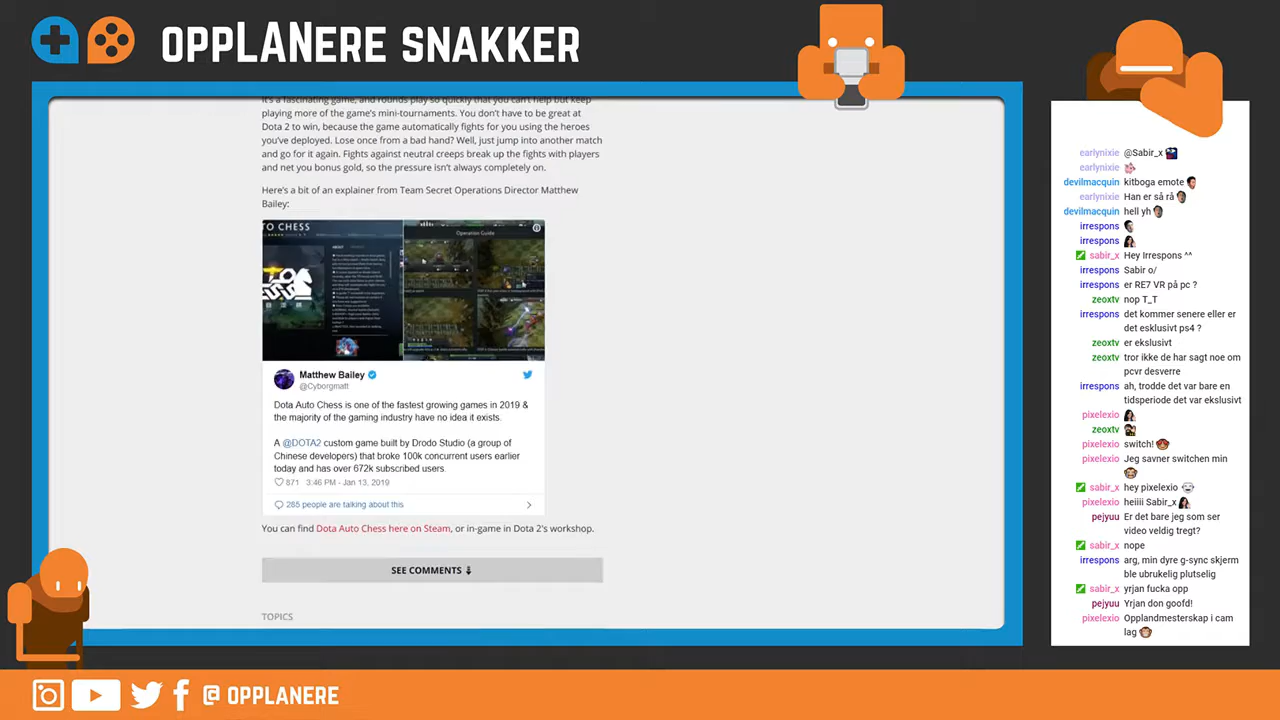 OPPLANERE SNAKKER
It's a fascinating game, and rounds play so quickly that you can't help but keep
playing more of the game's mini-tournaments. You don't have to be great at
Dota 2 to win, because the game automatically fights for you using the heroes
you've deployed. Lose once from a bad hand? Well, just jump into another match
and go for it again. Fights against neutral creeps break up the fights with players
and net you bonus gold, so the pressure isn't always completely on.
Here's a bit of an explainer from Team Secret Operations Director Matthew
Bailey:
TO CHESS
Operation Guide
Matthew Bailey
@Cyborgmatt
Dota Auto Chess is one of the fastest growing games in 2019 &
the majority of the gaming industry have no idea it exists.
A @DOTA2 custom game built by Drodo Studio (a group of
Chinese developers) that broke 100k concurrent users earlier
today and has over 672k subscribed users.
871 3:46 PM - Jan 13, 2019
285 people are talking about this
You can find Dota Auto Chess here on Steam, or in-game in Dota 2's workshop.
SEE COMMENTS
TOPICS
earlynixie @Sabir_x
earlynixie
devilmacquin kitboga emote
earlynixie Han er så rå
devilmacquin hell yh
irrespons
irrespons
sabir_x Hey Irrespons ^^
irrespons Sabir o/
irrespons er RE7 VR på pc ?
zeoxtv nop T_T
irrespons det kommer senere eller er
det esklusivt ps4 ?
zeoxtv er ekslusivt
zeoxtv tror ikke de har sagt noe om
pcvr desverre
irrespons ah, trodde det var bare en
tidsperiode det var eksklusivt
pixelexio
zeoxtv
pixelexio switch!
pixelexio Jeg savner switchen min
sabir_x hey pixelexio
pixelexio heiiii Sabir_x
pejyuu Er det bare jeg som ser
video veldig tregt?
sabir_x nope
irrespons arg, min dyre g-sync skjerm
ble ubrukelig plutselig
sabir_x yrjan fucka opp
pejyuu Yrjan don goofd!
pixelexio Opplandmesterskap i cam
lag
@ OPPLANERE